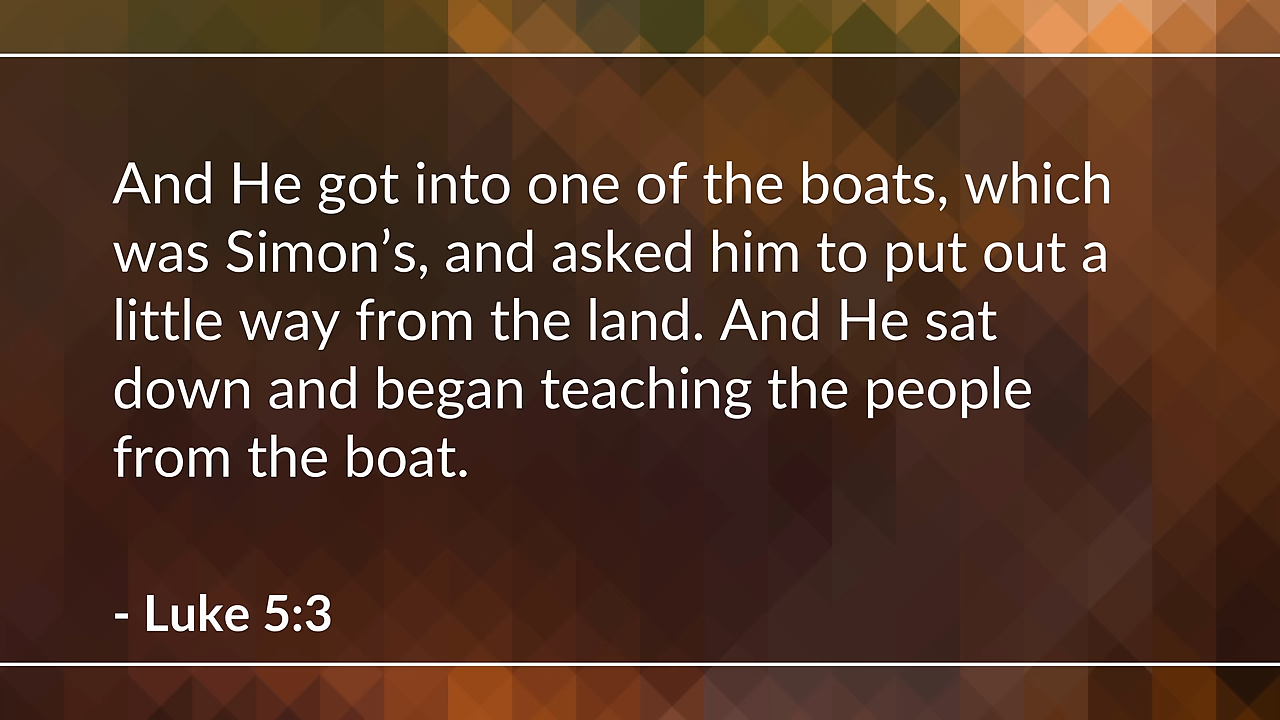 And He got into one of the boats, which
was Simon’s, and asked him to put out a
little way from the land. And He sat
down and began teaching the people
from the boat.
- Luke 5:3